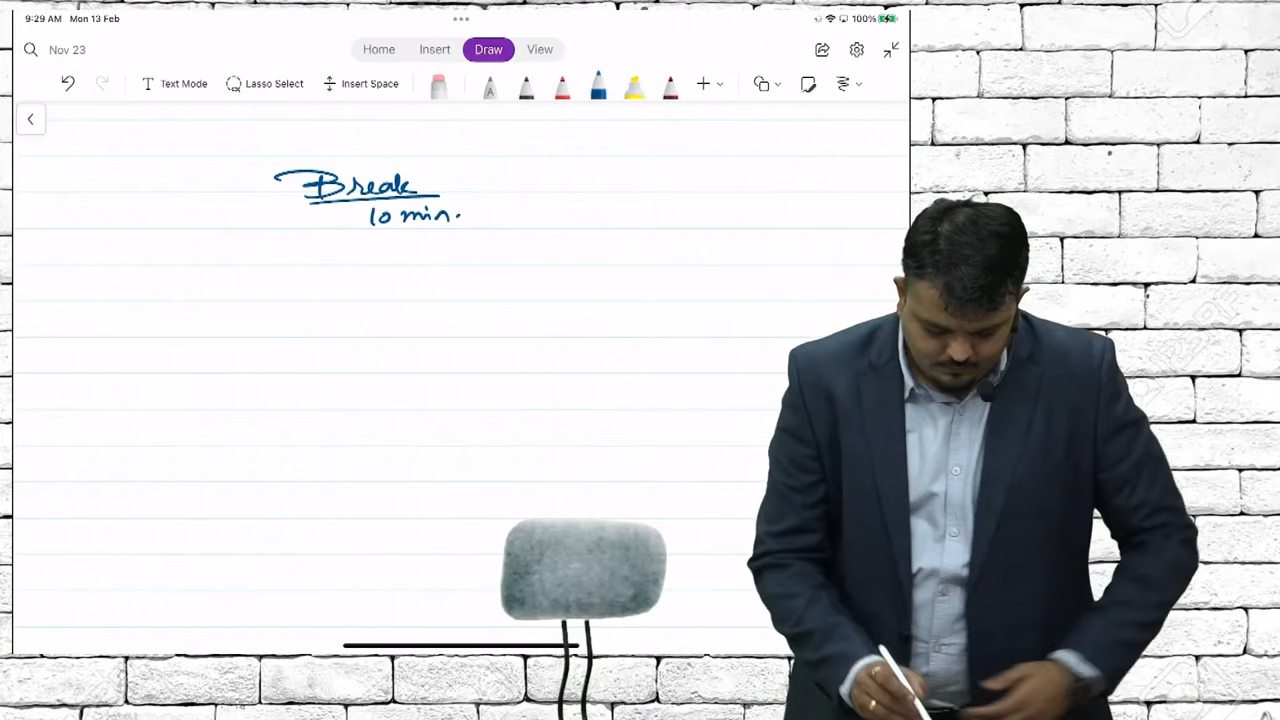 9:29 AM Mon 13 Feb
100%
Nov 23
Home Insert Draw View
Text Mode Lasso Select Insert Space
Break
10 min.